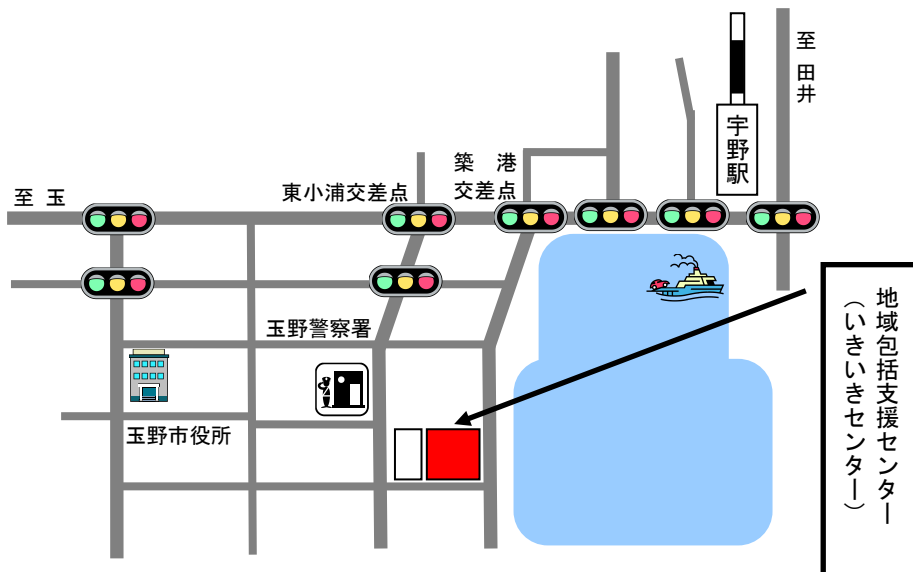 至 田井
宇野駅
築 港
交差点
東小浦交差点
至 玉
玉野警察署
玉野市役所
地域包括支援センター
（いきいきセンター）